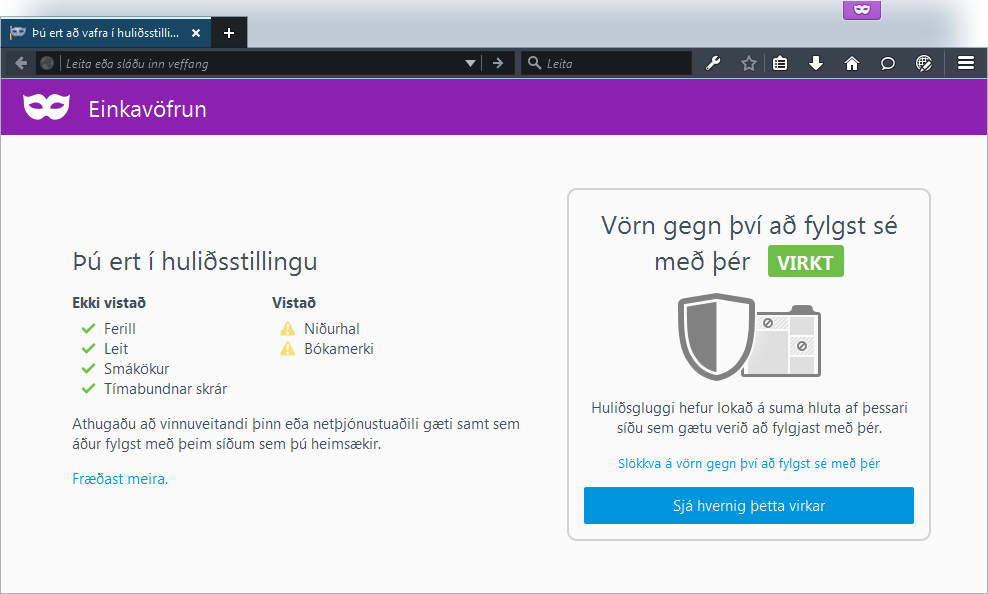 Þú ert að vafra í huliðsstilli...
Leita eða sláðu inn veffang
Leita
Einkavöfrun
Þú ert í huliðsstillingu
Ekki vistað
Ferill
Leit
Smákökur
Tímabundnar skrár
Vistað
Niðurhal
Bókamerki
Athugaðu að vinnuveitandi þinn eða netþjónustuaðili gæti samt sem
áður fylgst með þeim síðum sem þú heimsækir.
Fræðast meira.
Vörn gegn því að fylgst sé
með þér VIRKT
Huliðsgluggi hefur lokað á suma hluta af þessari
síðu sem gætu verið að fylgjast með þér.
Slökkva á vörn gegn því að fylgst sé með þér
Sjá hvernig þetta virkar